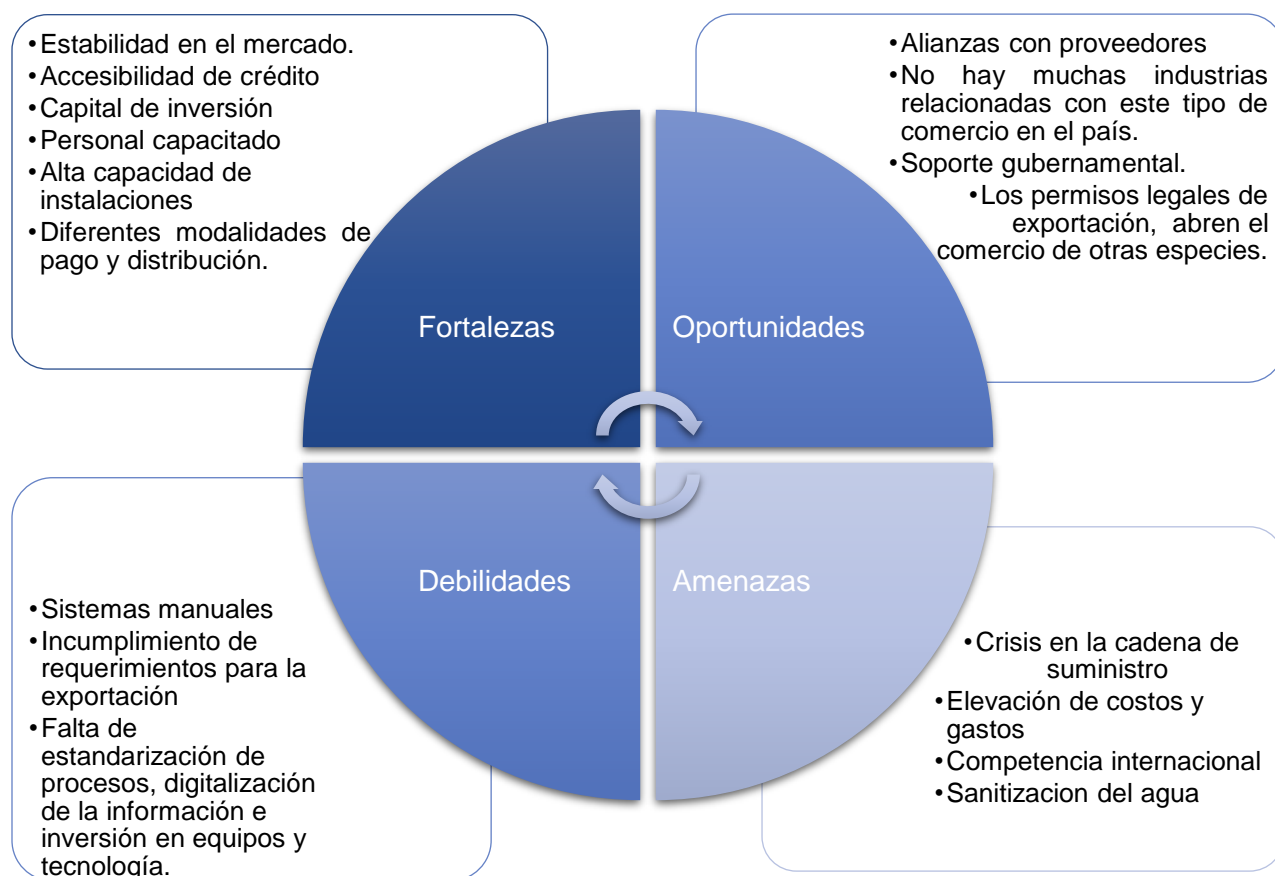 •Estabilidad en el mercado.
•Accesibilidad de crédito
•Capital de inversión
•Personal capacitado
•Alta capacidad de
instalaciones
•Diferentes modalidades de
pago y distribución.
•Alianzas con proveedores
•No hay muchas industrias
relacionadas con este tipo de
comercio en el país.
•Soporte gubernamental.
•Los permisos legales de
exportación, abren el
comercio de otras especies.
Fortalezas
Oportunidades
Debilidades
Amenazas
•Sistemas manuales
•Incumplimiento de
requerimientos para la
exportación
•Falta de
estandarización de
procesos, digitalización
de la información e
inversión en equipos y
tecnología.
•Crisis en la cadena de
suministro
•Elevación de costos y
gastos
•Competencia internacional
•Sanitizacion del agua